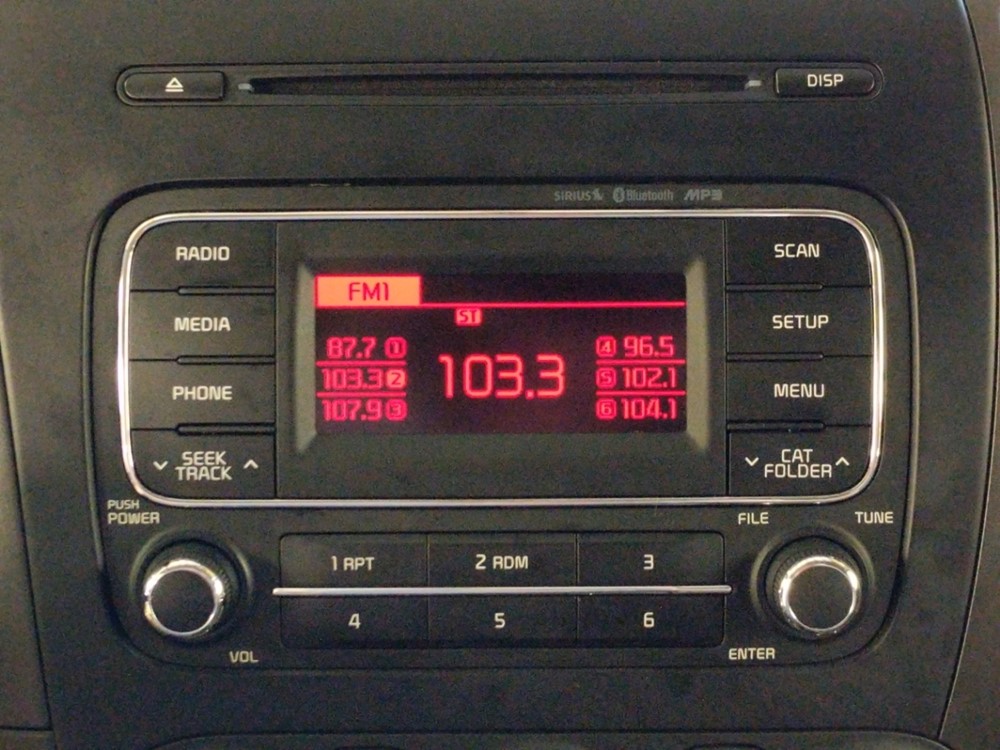 DISP
SIRIUS Bluetooth MP3
RADIO
MEDIA
PHONE
SEEK
TRACK
FM1
ST
87.7 1
103.3 2
107.9 3
103.3
4 96.5
5 102.1
6 104.1
SCAN
SETUP
MENU
CAT
FOLDER
PUSH
POWER
VOL
1 RPT
2 RDM
3
4
5
6
FILE
TUNE
ENTER